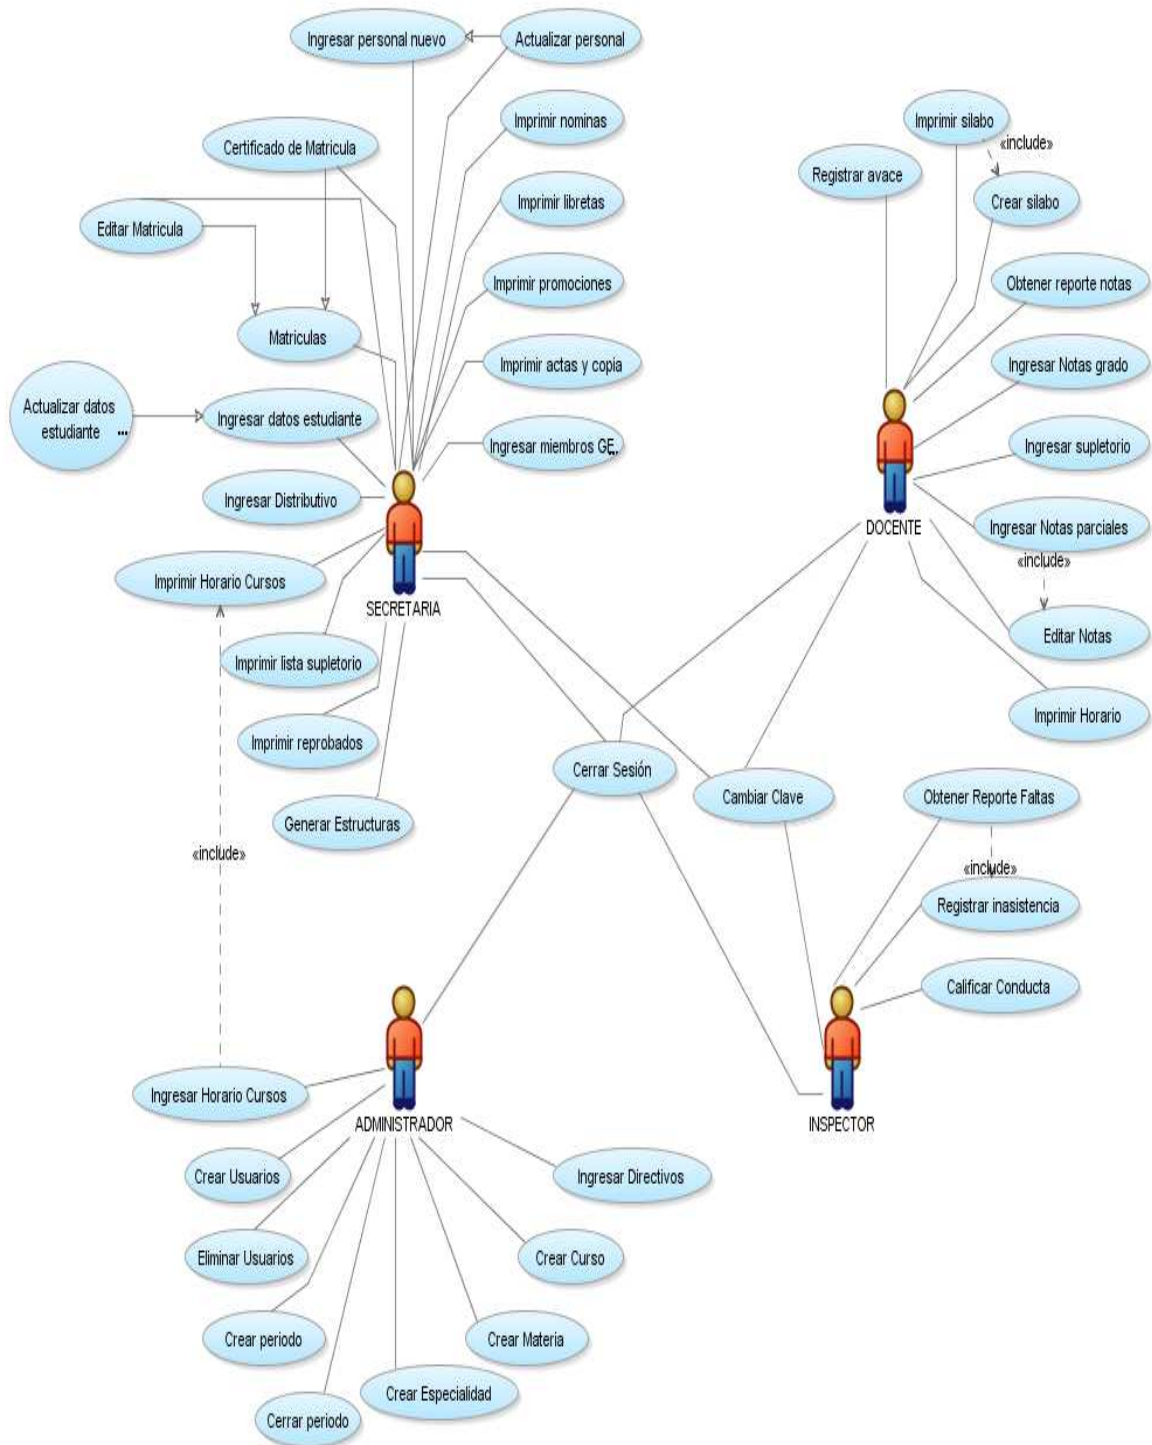 Ingresar personal nuevo
Actualizar personal
Imprimir nominas
Certificado de Matricula
Imprimir libretas
Editar Matricula
Imprimir promociones
Matriculas
Imprimir actas y copia
Actualizar datos
estudiante ...
Ingresar datos estudiante
Ingresar miembros GE...
Ingresar Distributivo
Imprimir Horario Cursos
SECRETARIA
Imprimir lista supletorio
Imprimir reprobados
Generar Estructuras
«include»
Imprimir silabo
«include»
Registrar avace
Crear silabo
Obtener reporte notas
Ingresar Notas grado
Ingresar supletorio
DOCENTE
Ingresar Notas parciales
«include»
Editar Notas
Imprimir Horario
Cerrar Sesión
Cambiar Clave
Obtener Reporte Faltas
«include»
Registrar inasistencia
Calificar Conducta
INSPECTOR
Ingresar Horario Cursos
ADMINISTRADOR
Crear Usuarios
Ingresar Directivos
Eliminar Usuarios
Crear Curso
Crear periodo
Crear Materia
Crear Especialidad
Cerrar periodo